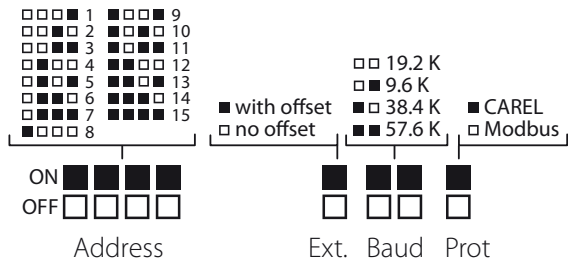 1 9
2 10
3 11
4 12
5 13
6 14
7 15
8
19.2 K
9.6 K
with offset 38.4 K CAREL
no offset 57.6 K Modbus
ON
OFF
Address Ext. Baud Prot